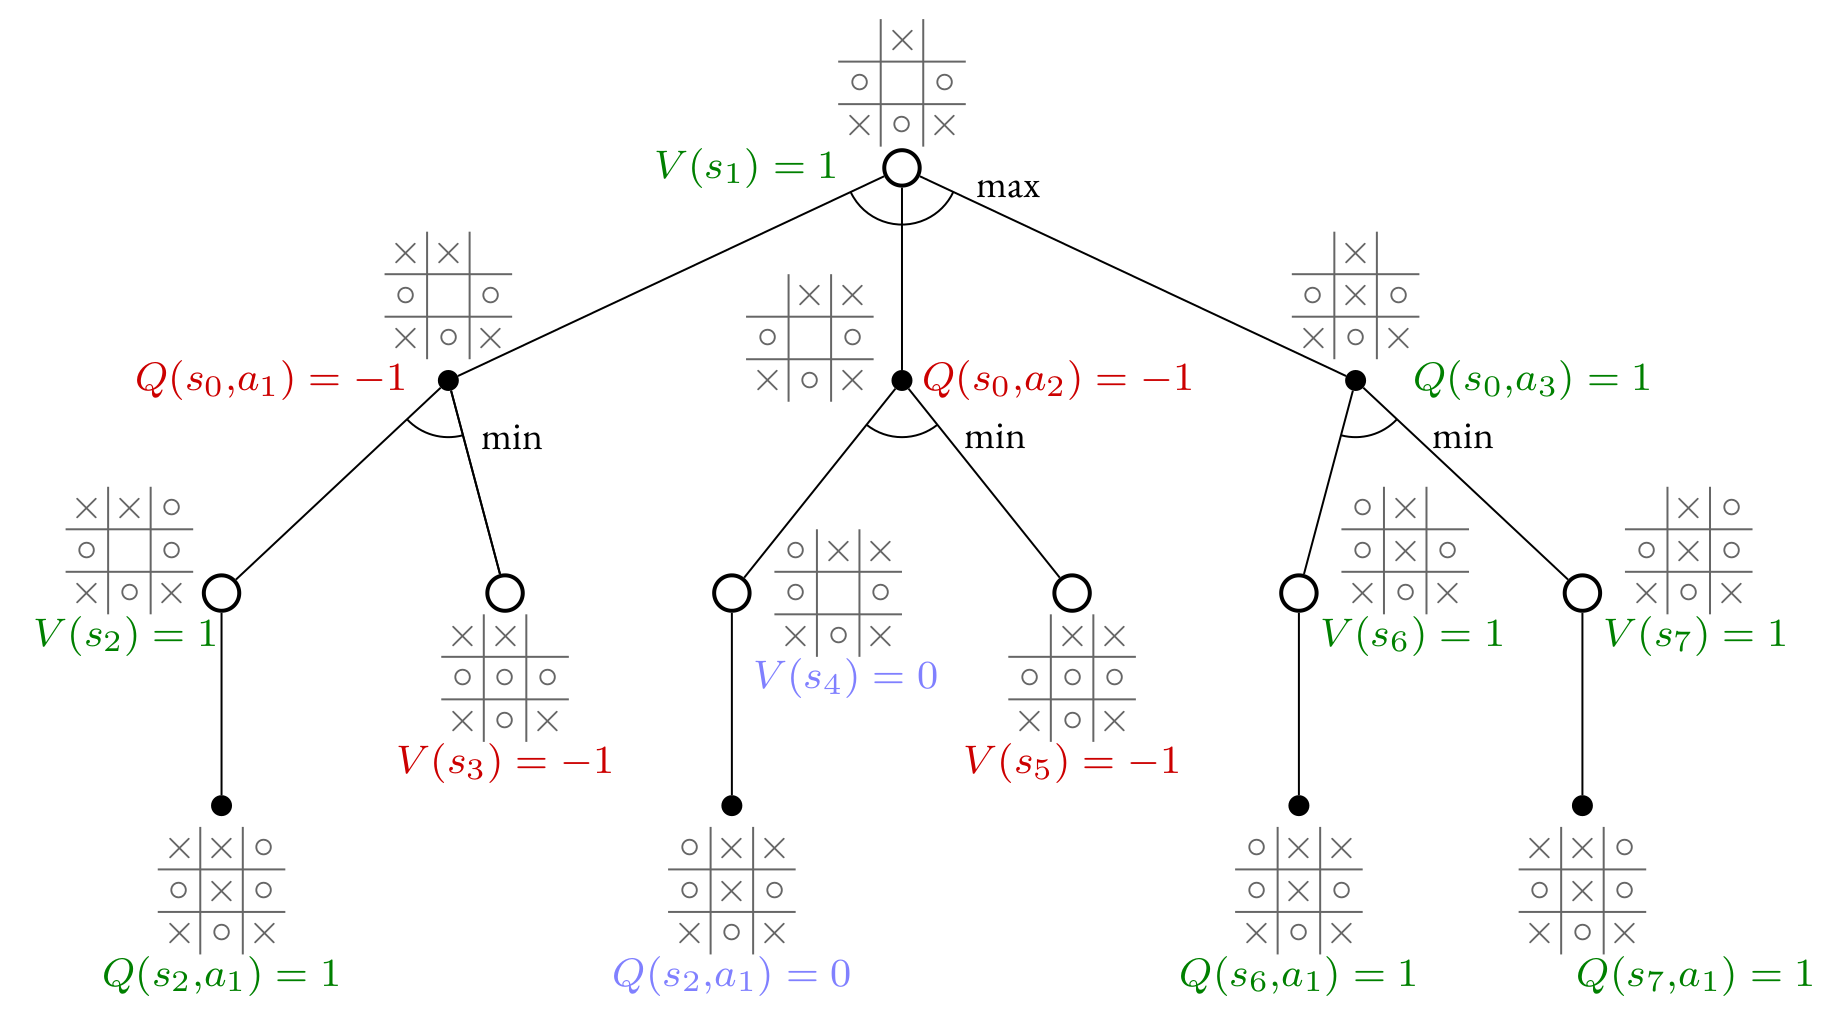 × 
○ ○
× ○ ×
V(s₁) = 1
max
× ×
○ ○
× ○ ×
× ×
○ ○
× ○ ×
×
○ × ○
× ○ ×
Q(s₀,a₁) = −1
Q(s₀,a₂) = −1
Q(s₀,a₃) = 1
min
min
min
× × ○
○ ○
× ○ ×
V(s₂) = 1
× ×
○ ○ ○
× ○ ×
V(s₃) = −1
○ × ×
○ ○
× ○ ×
V(s₄) = 0
× ×
○ ○ ○
× ○ ×
V(s₅) = −1
○ ×
○ × ○
× ○ ×
V(s₆) = 1
× ○
○ × ○
× ○ ×
V(s₇) = 1
× × ○
○ × ○
× ○ ×
Q(s₂,a₁) = 1
○ × ×
○ × ○
× ○ ×
Q(s₂,a₁) = 0
○ × ×
○ × ○
× ○ ×
Q(s₆,a₁) = 1
× × ○
○ × ○
× ○ ×
Q(s₇,a₁) = 1